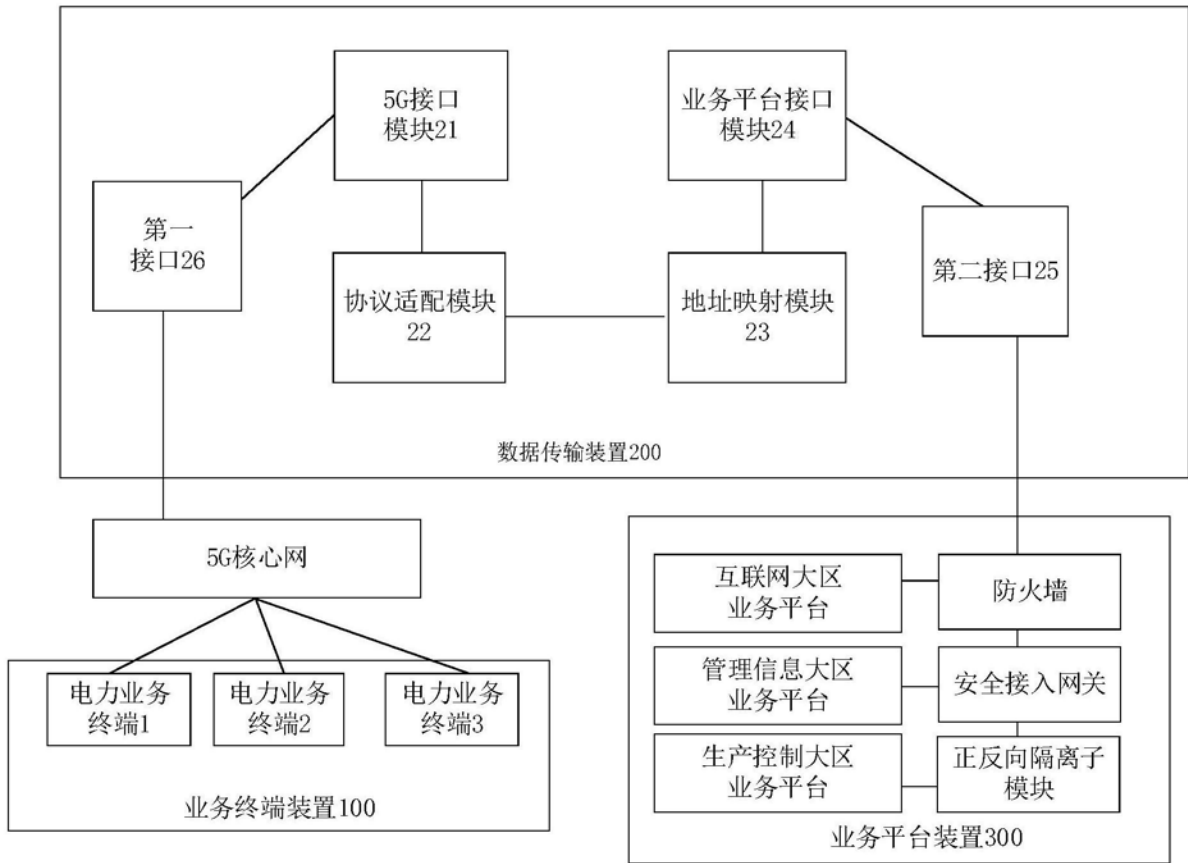 5G接口
模块21
业务平台接口
模块24
第一
接口26
第二接口25
协议适配模块
22
地址映射模块
23
数据传输装置200
5G核心网
电力业务
终端1
电力业务
终端2
电力业务
终端3
业务终端装置100
互联网大区
业务平台
防火墙
管理信息大区
业务平台
安全接入网关
生产控制大区
业务平台
正反向隔离子
模块
业务平台装置300